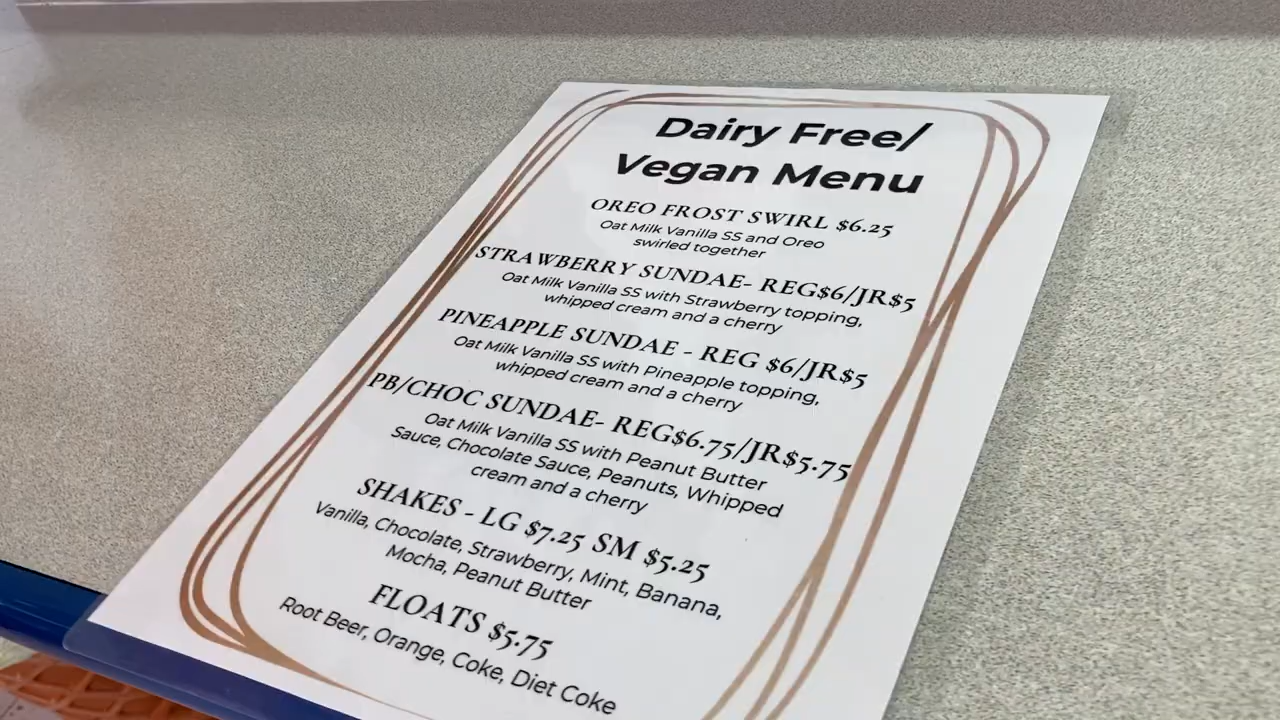 Dairy Free/
Vegan Menu
OREO FROST SWIRL $6.25
Oat Milk Vanilla SS and Oreo
swirled together
STRAWBERRY SUNDAE- REG$6/JR$5
Oat Milk Vanilla SS with Strawberry topping,
whipped cream and a cherry
PINEAPPLE SUNDAE - REG $6/JR$5
Oat Milk Vanilla SS with Pineapple topping,
whipped cream and a cherry
PB/CHOC SUNDAE- REG$6.75/JR$5.75
Oat Milk Vanilla SS with Peanut Butter
Sauce, Chocolate Sauce, Peanuts, Whipped
cream and a cherry
SHAKES - LG $7.25 SM $5.25
Vanilla, Chocolate, Strawberry, Mint, Banana,
Mocha, Peanut Butter
FLOATS $5.75
Root Beer, Orange, Coke, Diet Coke